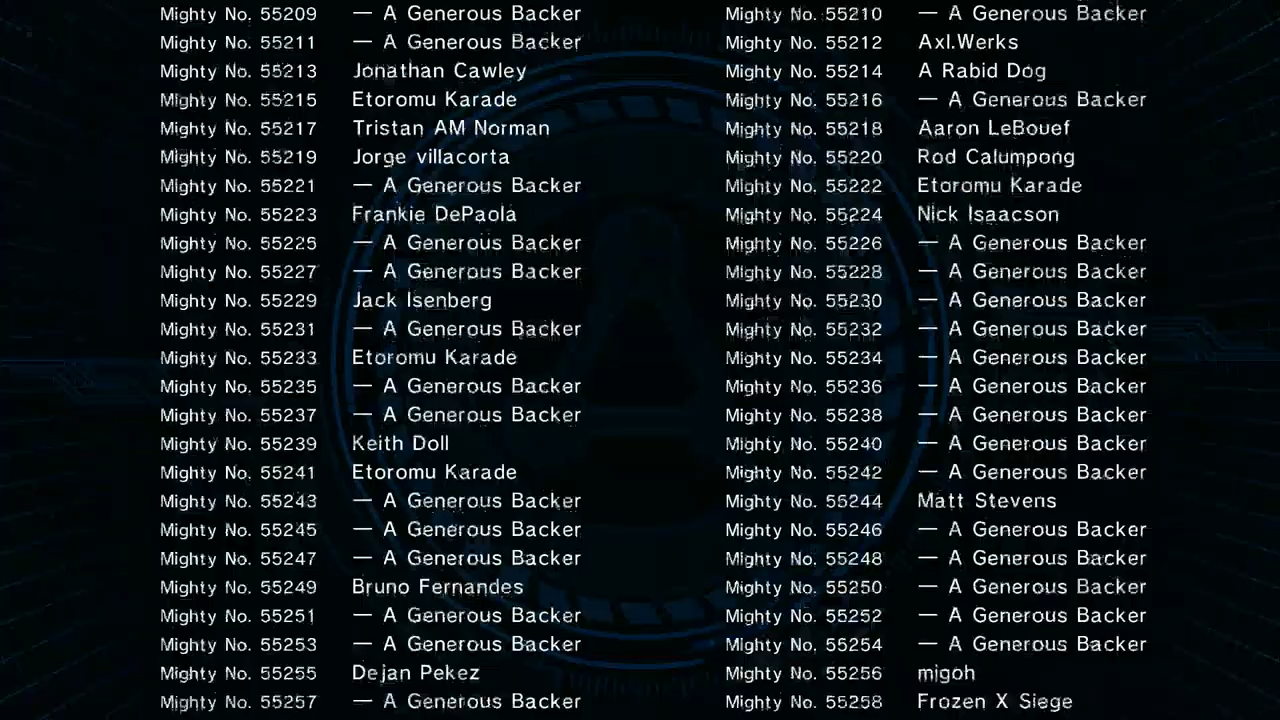 Mighty No. 55209 — A Generous Backer Mighty No. 55210 — A Generous Backer
Mighty No. 55211 — A Generous Backer Mighty No. 55212 Axl.Werks
Mighty No. 55213 Jonathan Cawley Mighty No. 55214 A Rabid Dog
Mighty No. 55215 Etoromu Karade Mighty No. 55216 — A Generous Backer
Mighty No. 55217 Tristan AM Norman Mighty No. 55218 Aaron LeBouef
Mighty No. 55219 Jorge villacorta Mighty No. 55220 Rod Calumpong
Mighty No. 55221 — A Generous Backer Mighty No. 55222 Etoromu Karade
Mighty No. 55223 Frankie DePaola Mighty No. 55224 Nick Isaacson
Mighty No. 55225 — A Generous Backer Mighty No. 55226 — A Generous Backer
Mighty No. 55227 — A Generous Backer Mighty No. 55228 — A Generous Backer
Mighty No. 55229 Jack Isenberg Mighty No. 55230 — A Generous Backer
Mighty No. 55231 — A Generous Backer Mighty No. 55232 — A Generous Backer
Mighty No. 55233 Etoromu Karade Mighty No. 55234 — A Generous Backer
Mighty No. 55235 — A Generous Backer Mighty No. 55236 — A Generous Backer
Mighty No. 55237 — A Generous Backer Mighty No. 55238 — A Generous Backer
Mighty No. 55239 Keith Doll Mighty No. 55240 — A Generous Backer
Mighty No. 55241 Etoromu Karade Mighty No. 55242 — A Generous Backer
Mighty No. 55243 — A Generous Backer Mighty No. 55244 Matt Stevens
Mighty No. 55245 — A Generous Backer Mighty No. 55246 — A Generous Backer
Mighty No. 55247 — A Generous Backer Mighty No. 55248 — A Generous Backer
Mighty No. 55249 Bruno Fernandes Mighty No. 55250 — A Generous Backer
Mighty No. 55251 — A Generous Backer Mighty No. 55252 — A Generous Backer
Mighty No. 55253 — A Generous Backer Mighty No. 55254 — A Generous Backer
Mighty No. 55255 Dejan Pekez Mighty No. 55256 migoh
Mighty No. 55257 — A Generous Backer Mighty No. 55258 Frozen X Siege